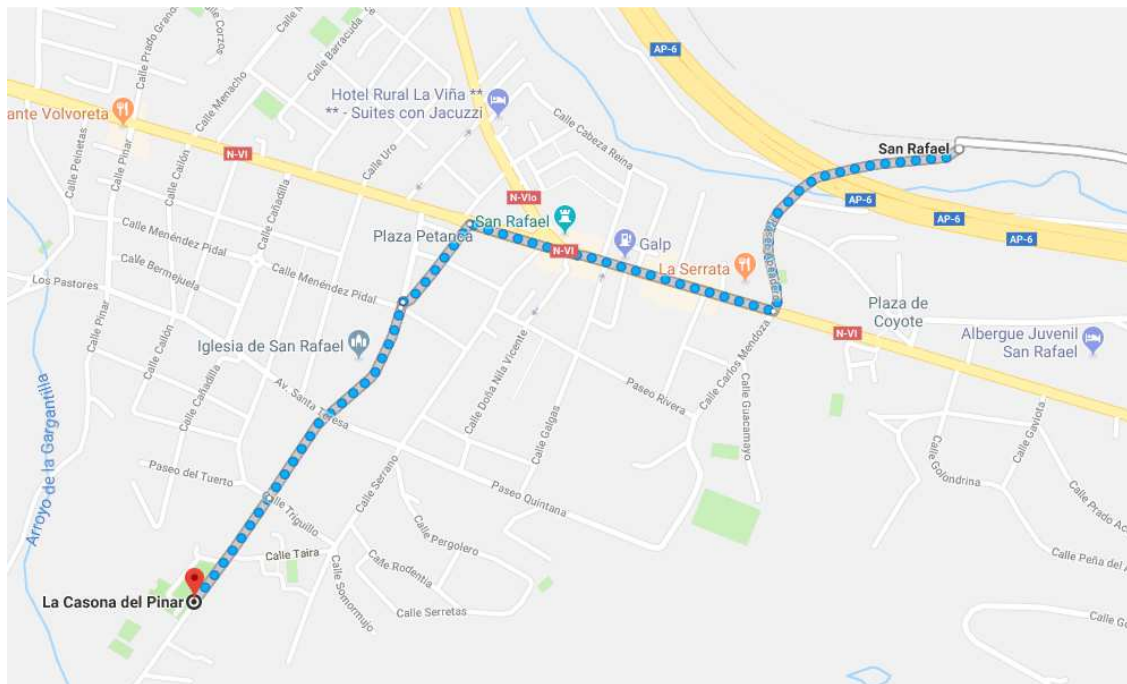 Calle Prado Grande
Calle Corzos
Calle Menacho
Calle Barracuda
AP-6
Hotel Rural La Viña **
** - Suites con Jacuzzi
ante Volvoreta
Calle Cabeza Reina
Calle Uro
N-VI
San Rafael
AP-6
AP-6
AP-6
Calle Peinetas
Calle Pinar
Calle Cailón
Calle Cañadilla
N-VIo
San Rafael
Plaza Petanca
Galp
N-VI
Calle Menéndez Pidal
La Serrata
Calle Bermejuela
Calle Menéndez Pidal
Los Pastores
Plaza de
Coyote
N-VI
Albergue Juvenil
San Rafael
Iglesia de San Rafael
Calle Pinar
Calle Callón
Calle Cañadilla
Av. Santa Teresa
Calle Doña Nila Vicente
Calle Galgas
Paseo Rivera
Calle Carlos Mendoza
Calle Guacamayo
Calle Gaviota
Calle Golondrina
Arroyo de la Gargantilla
Paseo del Tuerto
Calle Serrano
Paseo Quintana
Calle Triguillo
Calle Prado Ac
Calle Pergolero
Calle Taira
Calle Rodentia
Calle Peña del A
Calle Somormujo
La Casona del Pinar
Calle Serretas